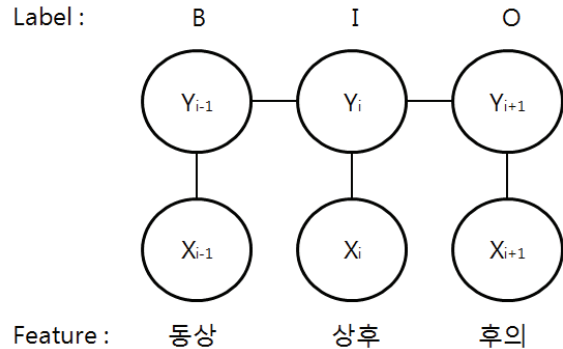 Label : B I O
Yi-1 Yi Yi+1
Xi-1 Xi Xi+1
Feature : 동상 상후 후의